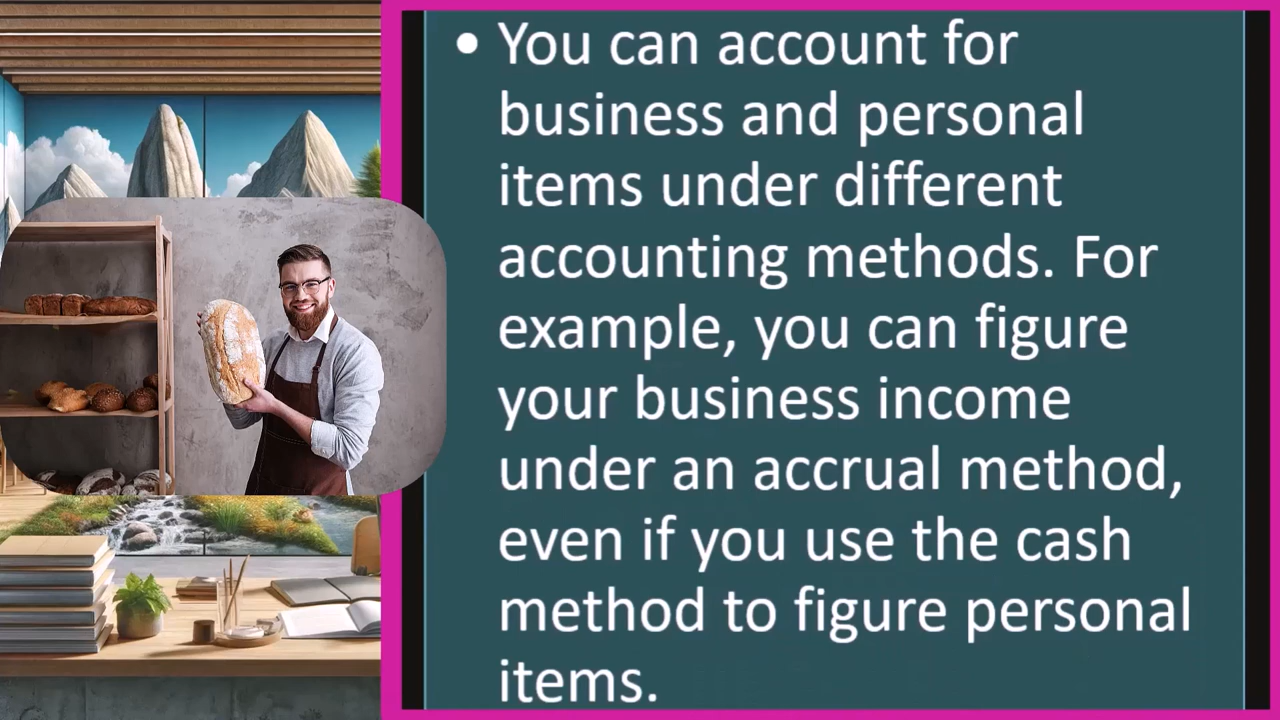 • You can account for
business and personal
items under different
accounting methods. For
example, you can figure
your business income
under an accrual method,
even if you use the cash
method to figure personal
items.